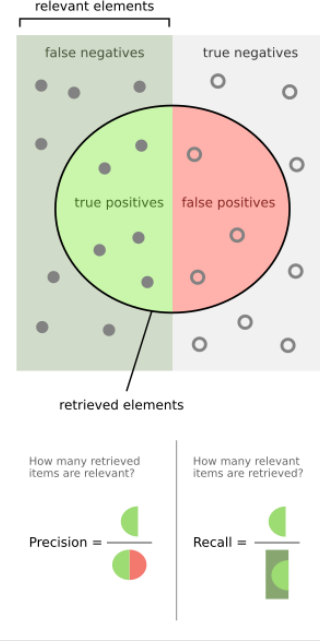 relevant elements
false negatives
true negatives
true positives
false positives
retrieved elements
How many retrieved
items are relevant?
Precision =
How many relevant
items are retrieved?
Recall =